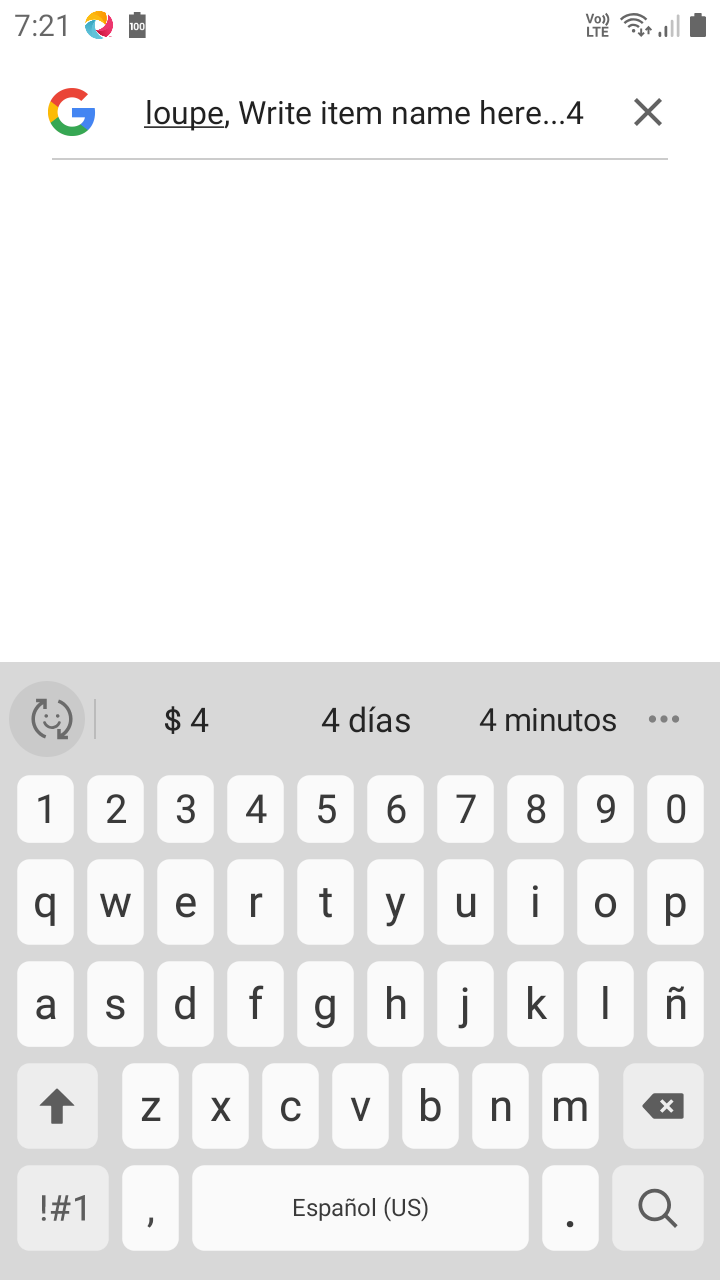 7:21 100 Vo)) LTE
loupe, Write item name here...4
$ 4 4 días 4 minutos
1 2 3 4 5 6 7 8 9 0
q w e r t y u i o p
a s d f g h j k l ñ
z x c v b n m
!#1 , Español (US) .